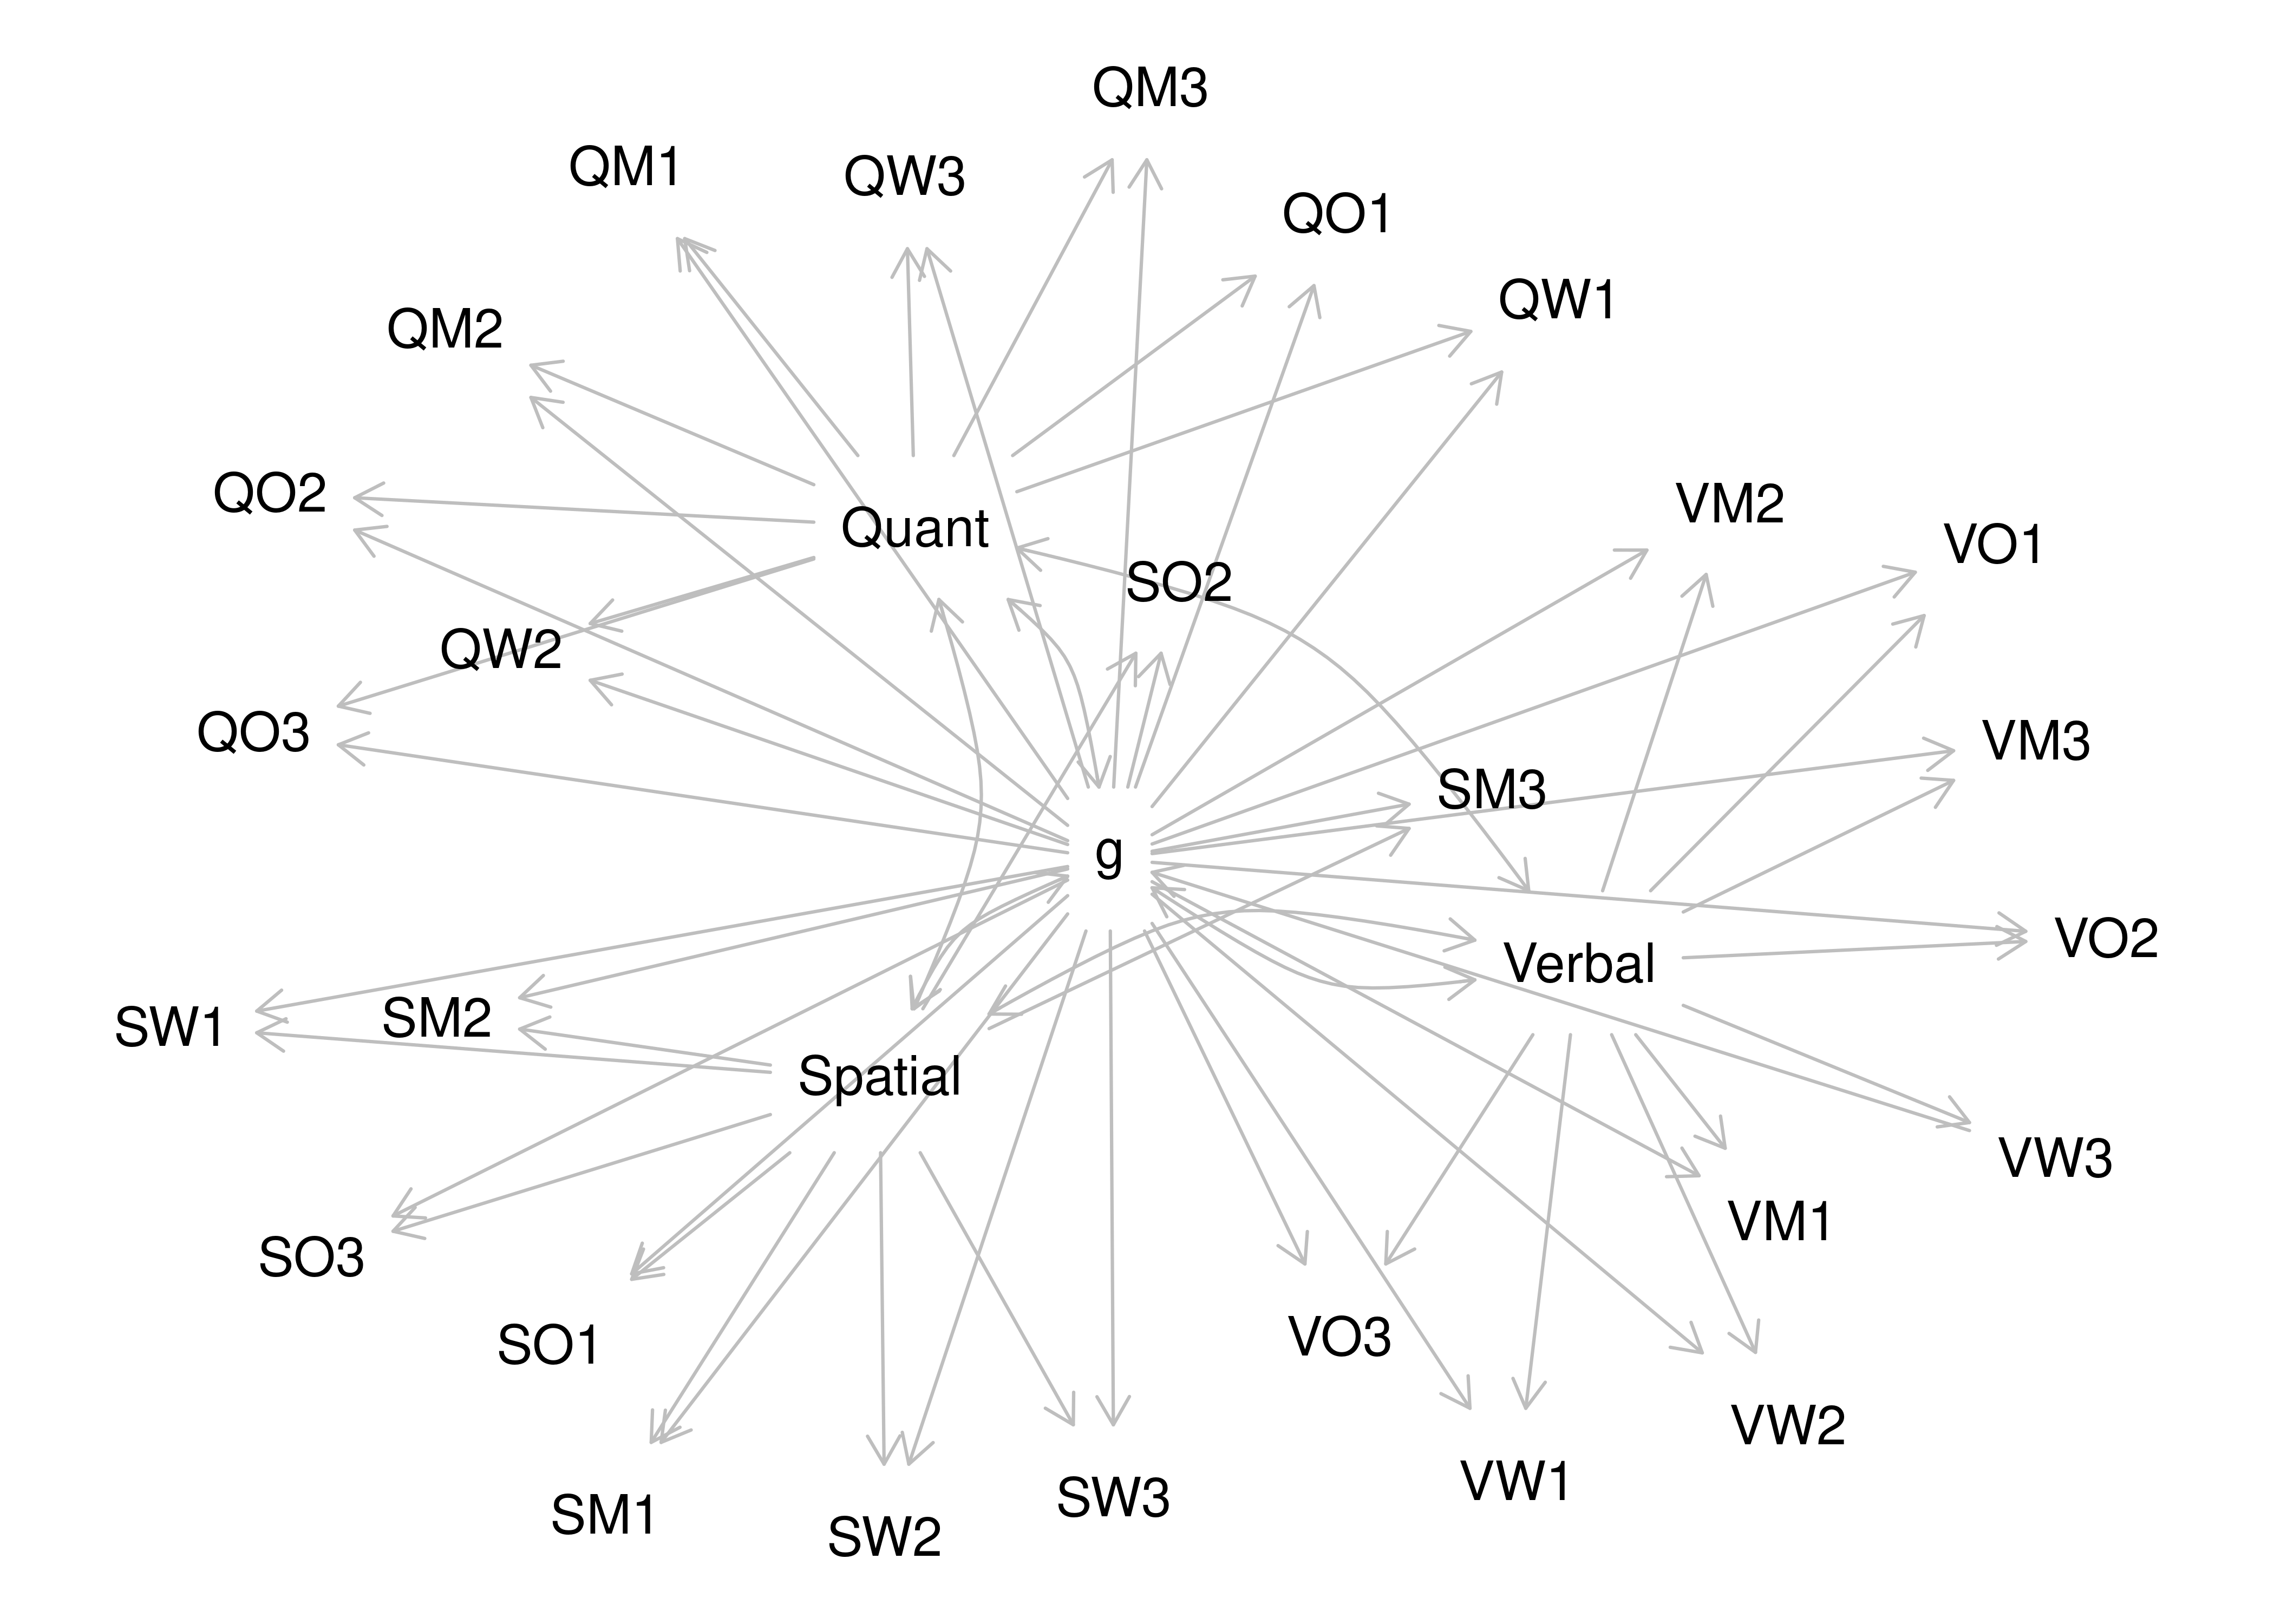 QM3
QM1
QW3
QO1
QW1
QM2
QO2
VM2
Quant
VO1
SO2
QW2
QO3
VM3
SM3
g
VO2
Verbal
SW1
SM2
Spatial
VW3
VM1
SO3
SO1
VO3
VW2
VW1
SM1
SW3
SW2